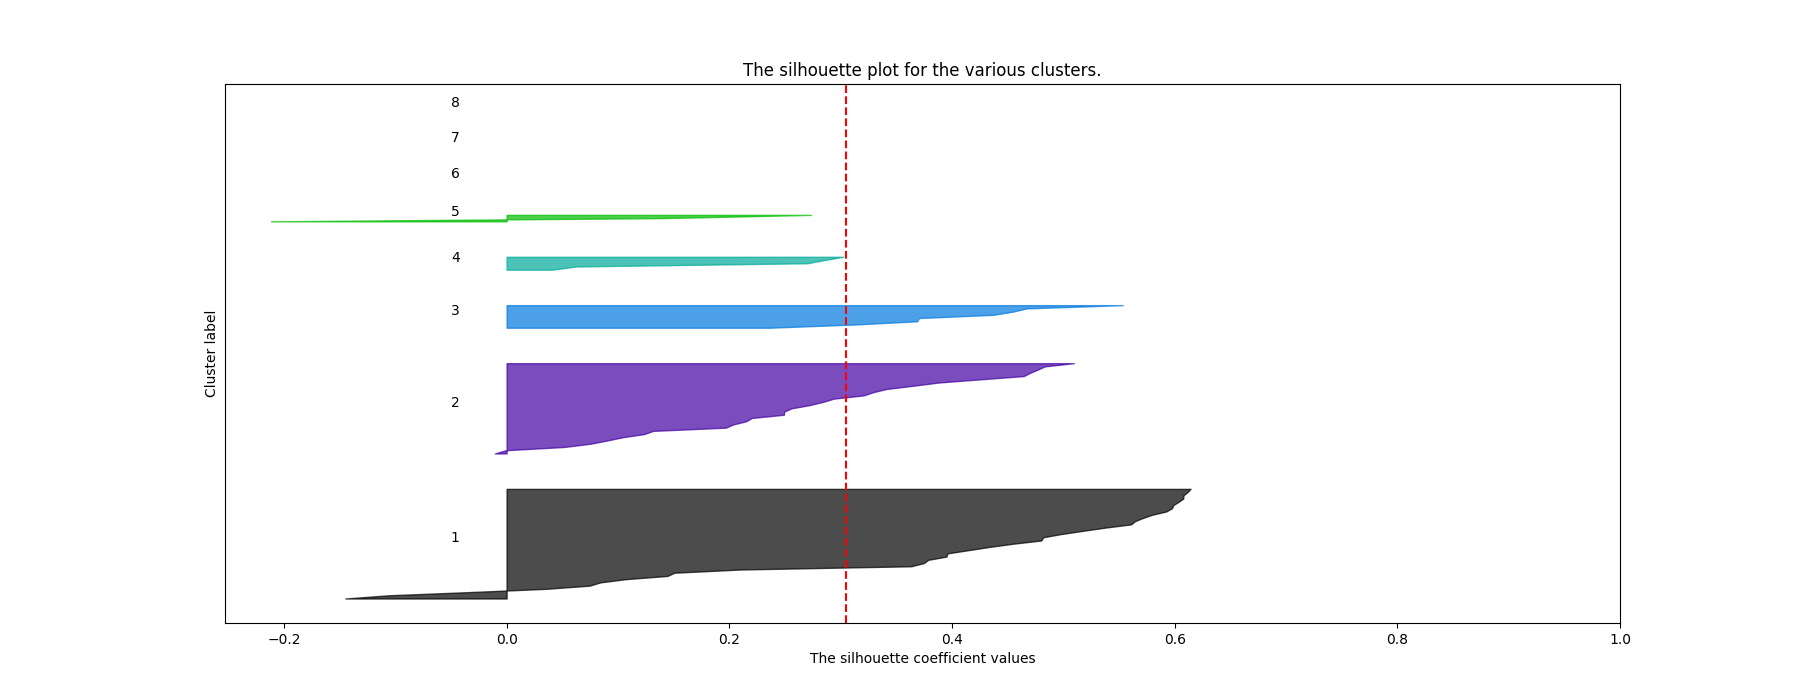 The silhouette plot for the various clusters.
8
7
6
5
4
3
2
1
Cluster label
−0.2 0.0 0.2 0.4 0.6 0.8 1.0
The silhouette coefficient values